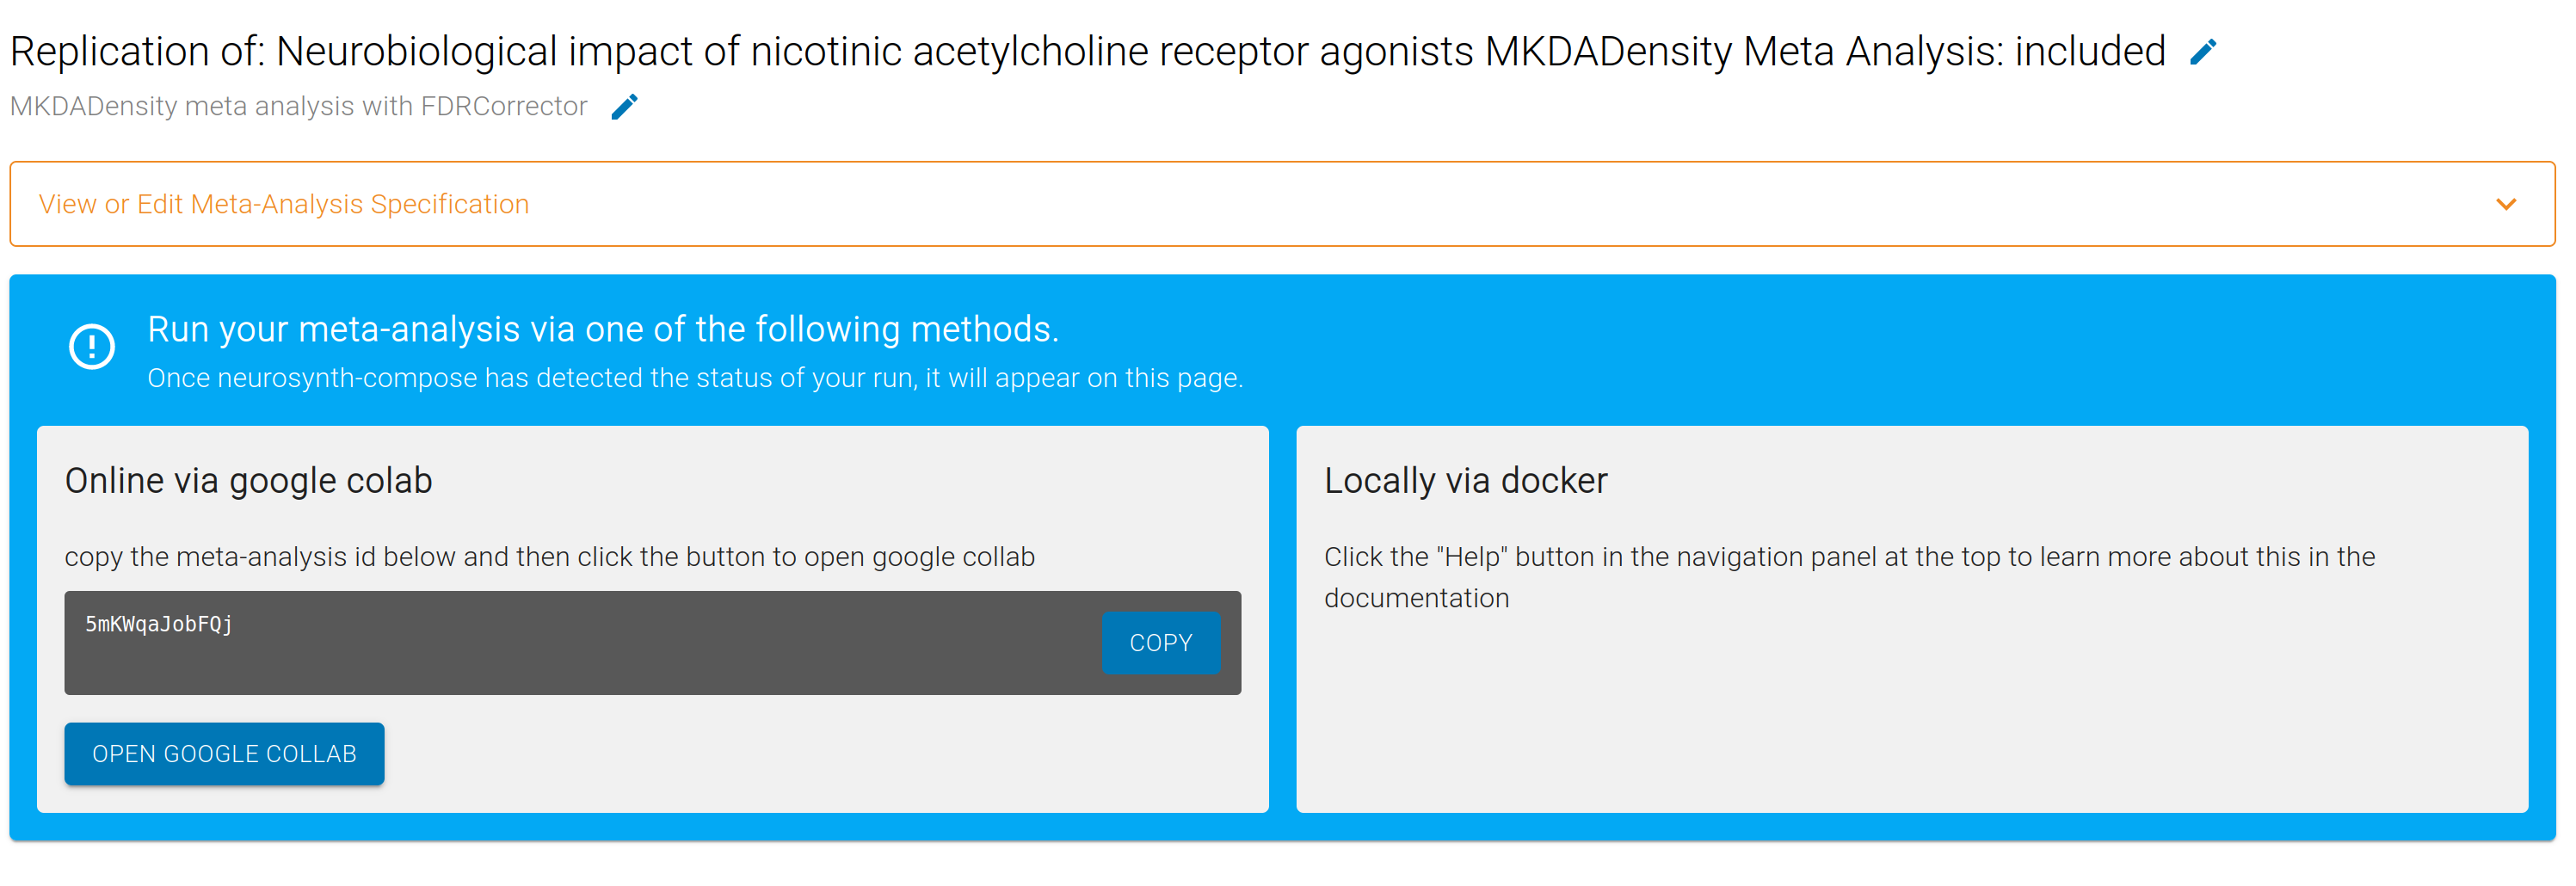 Replication of: Neurobiological impact of nicotinic acetylcholine receptor agonists MKDADensity Meta Analysis: included
MKDADensity meta analysis with FDRCorrector
View or Edit Meta-Analysis Specification
Run your meta-analysis via one of the following methods.
Once neurosynth-compose has detected the status of your run, it will appear on this page.
Online via google colab
copy the meta-analysis id below and then click the button to open google collab
5mKWqaJobFQj
COPY
OPEN GOOGLE COLLAB
Locally via docker
Click the "Help" button in the navigation panel at the top to learn more about this in the
documentation